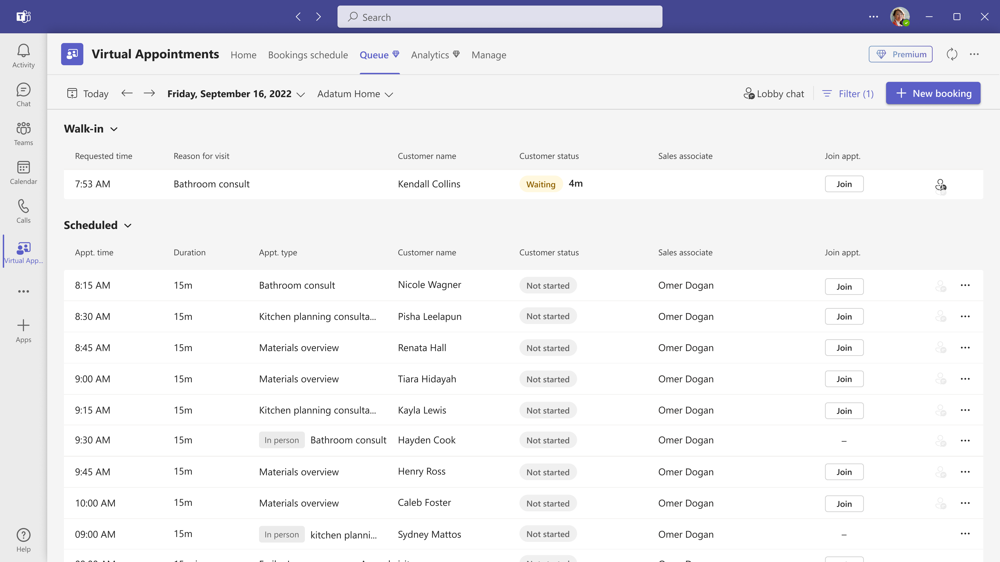 Search
Virtual Appointments Home Bookings schedule Queue Analytics Manage Premium
Today Friday, September 16, 2022 Adatum Home Lobby chat Filter (1) New booking
Activity
Chat
Teams
Calendar
Calls
Virtual App...
Apps
Help
Walk-in
Requested time Reason for visit Customer name Customer status Sales associate Join appt.
7:53 AM Bathroom consult Kendall Collins Waiting 4m Join
Scheduled
Appt. time Duration Appt. type Customer name Customer status Sales associate Join appt.
8:15 AM 15m Bathroom consult Nicole Wagner Not started Omer Dogan Join
8:30 AM 15m Kitchen planning consulta... Pisha Leelapun Not started Omer Dogan Join
8:45 AM 15m Materials overview Renata Hall Not started Omer Dogan Join
9:00 AM 15m Materials overview Tiara Hidayah Not started Omer Dogan Join
9:15 AM 15m Kitchen planning consulta... Kayla Lewis Not started Omer Dogan Join
9:30 AM 15m In person Bathroom consult Hayden Cook Not started Omer Dogan –
9:45 AM 15m Materials overview Henry Ross Not started Omer Dogan Join
10:00 AM 15m Materials overview Caleb Foster Not started Omer Dogan Join
09:00 AM 15m In person kitchen planni... Sydney Mattos Not started Omer Dogan –